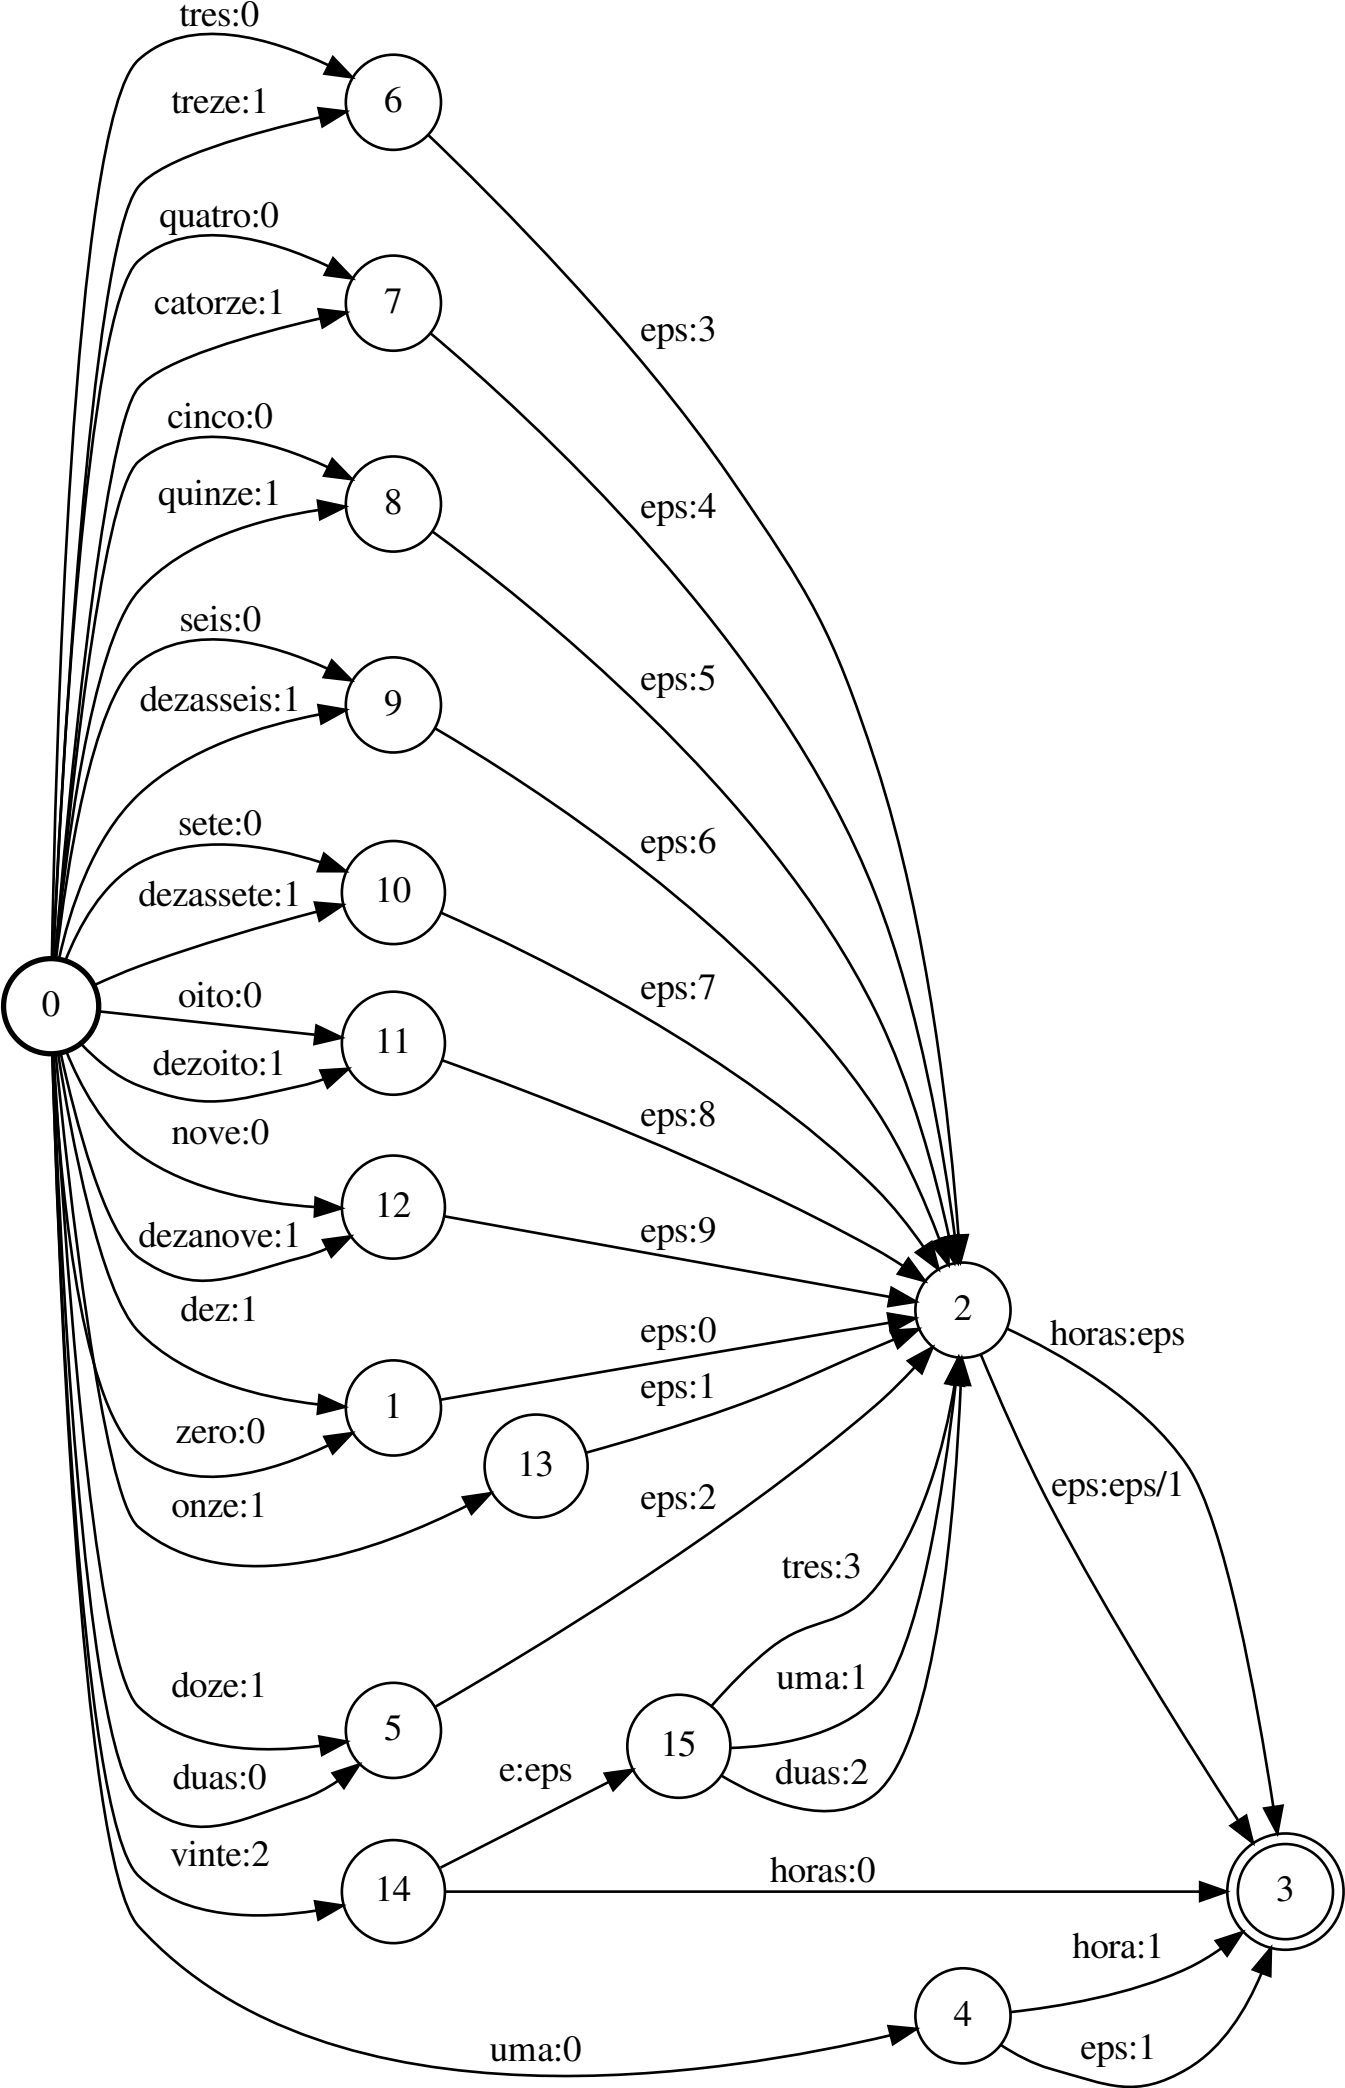 tres:0
6
treze:1
quatro:0
7
catorze:1
eps:3
cinco:0
8
quinze:1
eps:4
seis:0
9
dezasseis:1
eps:5
sete:0
10
dezassete:1
eps:6
0
oito:0
11
dezoito:1
eps:7
nove:0
12
dezanove:1
eps:8
eps:9
dez:1
1
zero:0
eps:0
2
horas:eps
eps:1
13
onze:1
eps:2
eps:eps/1
tres:3
doze:1
5
duas:0
uma:1
15
duas:2
e:eps
vinte:2
14
horas:0
3
hora:1
4
eps:1
uma:0